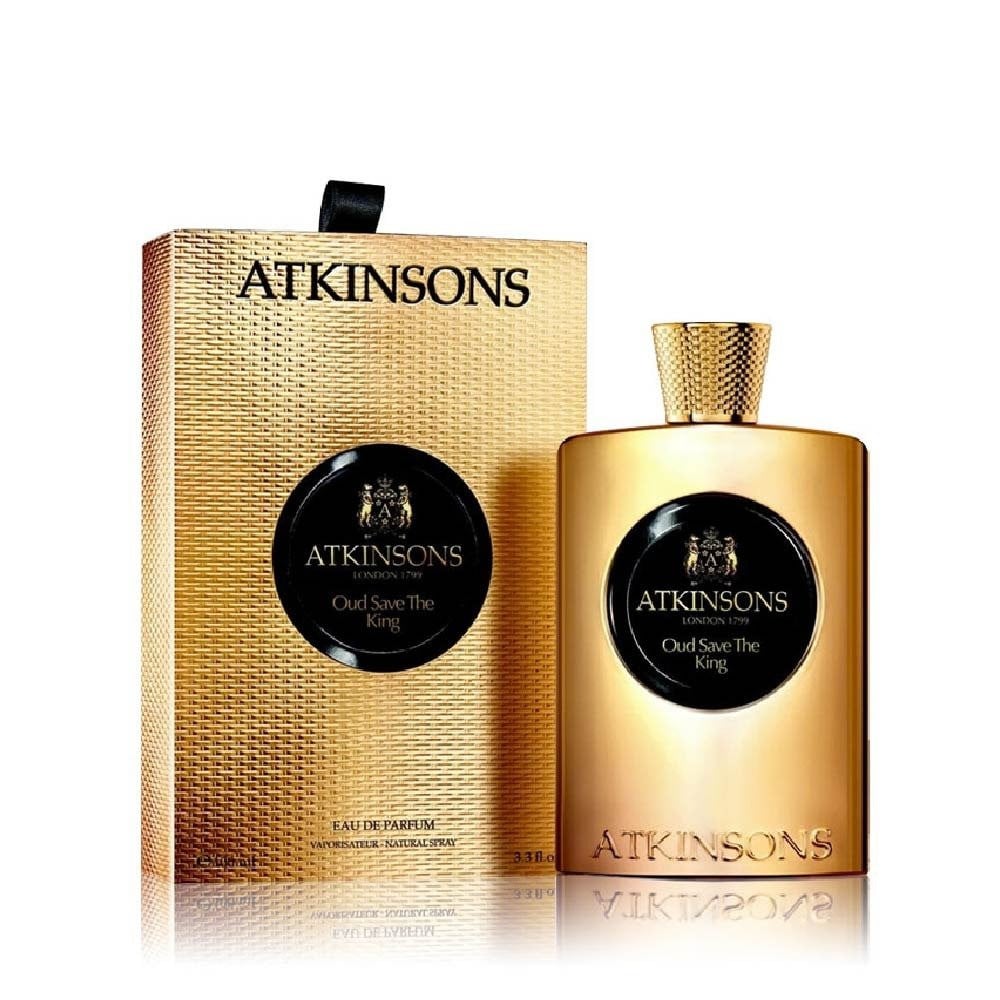 ATKINSONS
A
ATKINSONS
LONDON 1799
Oud Save The
King
EAU DE PARFUM
VAPORISATEUR - NATURAL SPRAY
3.3 fl.o
A
ATKINSONS
LONDON 1799
Oud Save The
King
ATKINSONS